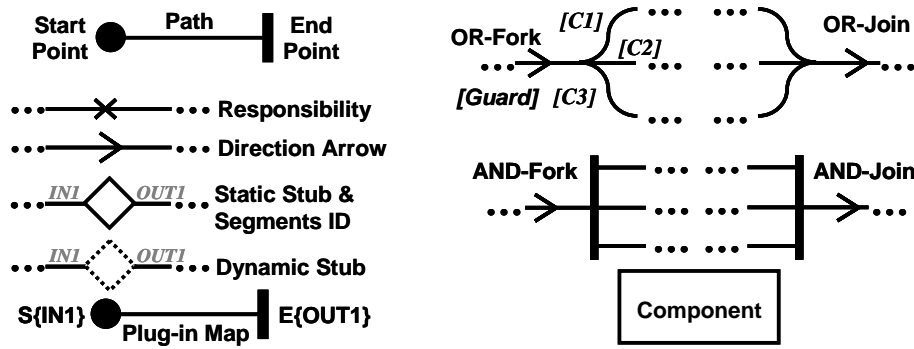 Start
Point
Path
End
Point
••• Responsibility
••• Direction Arrow
IN1
OUT1
Static Stub &
Segments ID
IN1
OUT1
Dynamic Stub
S{IN1}
E{OUT1}
Plug-in Map
OR-Fork
[C1]
[C2]
[Guard]
[C3]
OR-Join
AND-Fork
AND-Join
Component